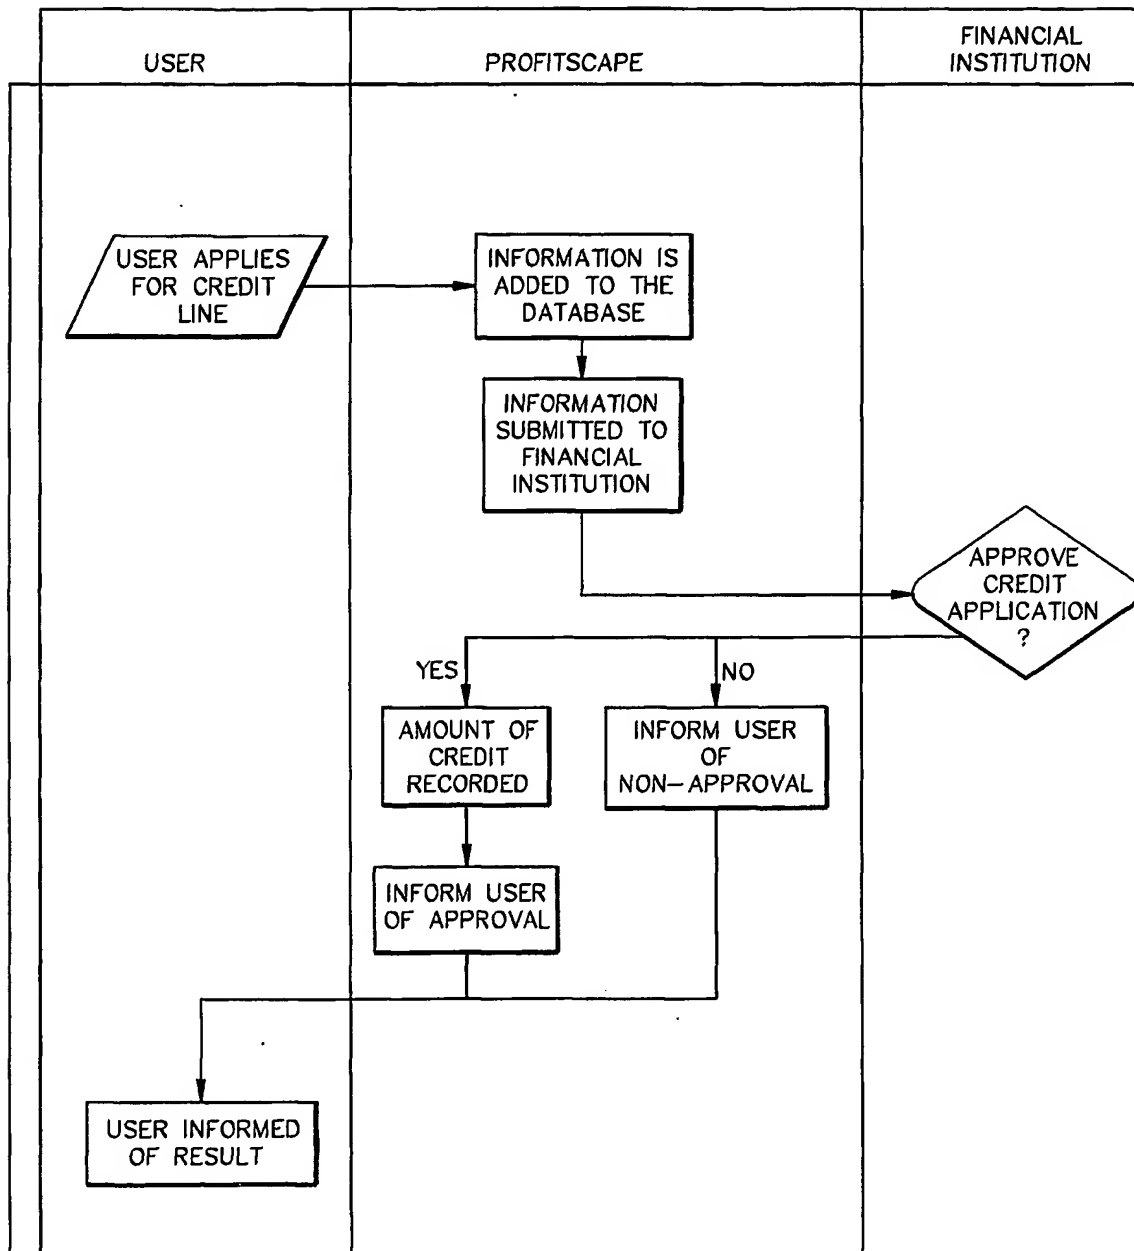 USER
PROFITSCAPE
FINANCIAL
INSTITUTION
USER APPLIES
FOR CREDIT
LINE
INFORMATION IS
ADDED TO THE
DATABASE
INFORMATION
SUBMITTED TO
FINANCIAL
INSTITUTION
APPROVE
CREDIT
APPLICATION
?
YES
NO
AMOUNT OF
CREDIT
RECORDED
INFORM USER
OF
NON-APPROVAL
INFORM USER
OF APPROVAL
USER INFORMED
OF RESULT